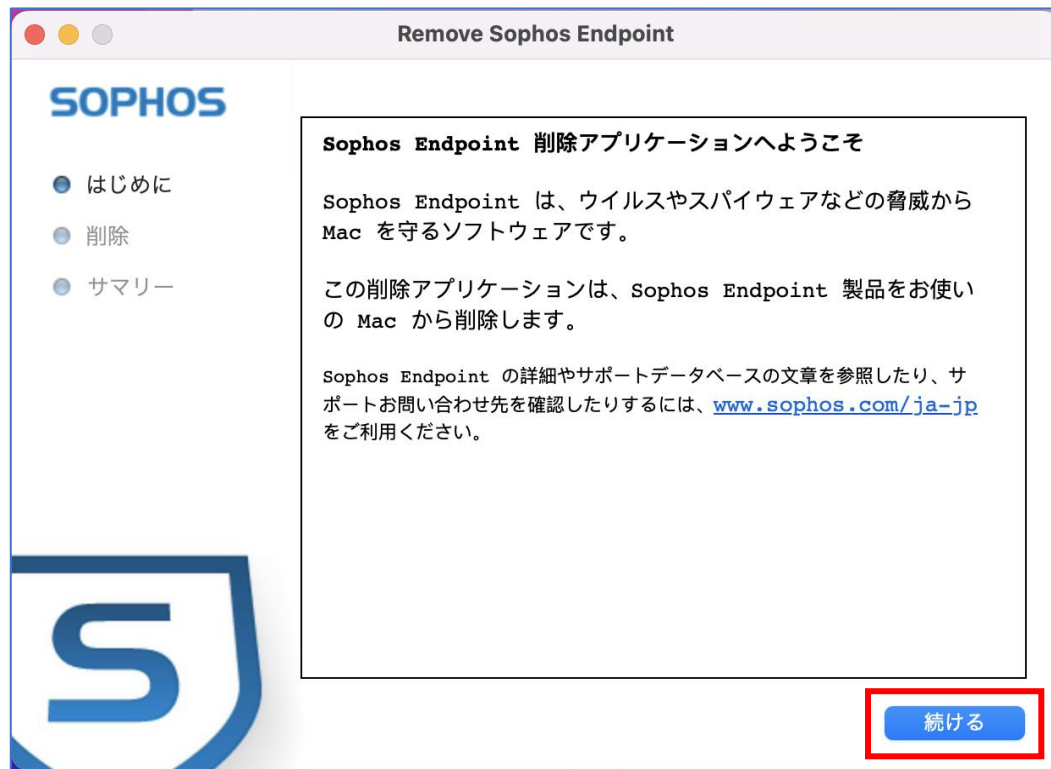 Remove Sophos Endpoint
SOPHOS
はじめに
削除
サマリー
Sophos Endpoint 削除アプリケーションへようこそ
Sophos Endpoint は、ウイルスやスパイウェアなどの脅威から
Mac を守るソフトウェアです。
この削除アプリケーションは、Sophos Endpoint 製品をお使い
の Mac から削除します。
Sophos Endpoint の詳細やサポートデータベースの文章を参照したり、サ
ポートお問い合わせ先を確認したりするには、www.sophos.com/ja-jp
をご利用ください。
S
続ける